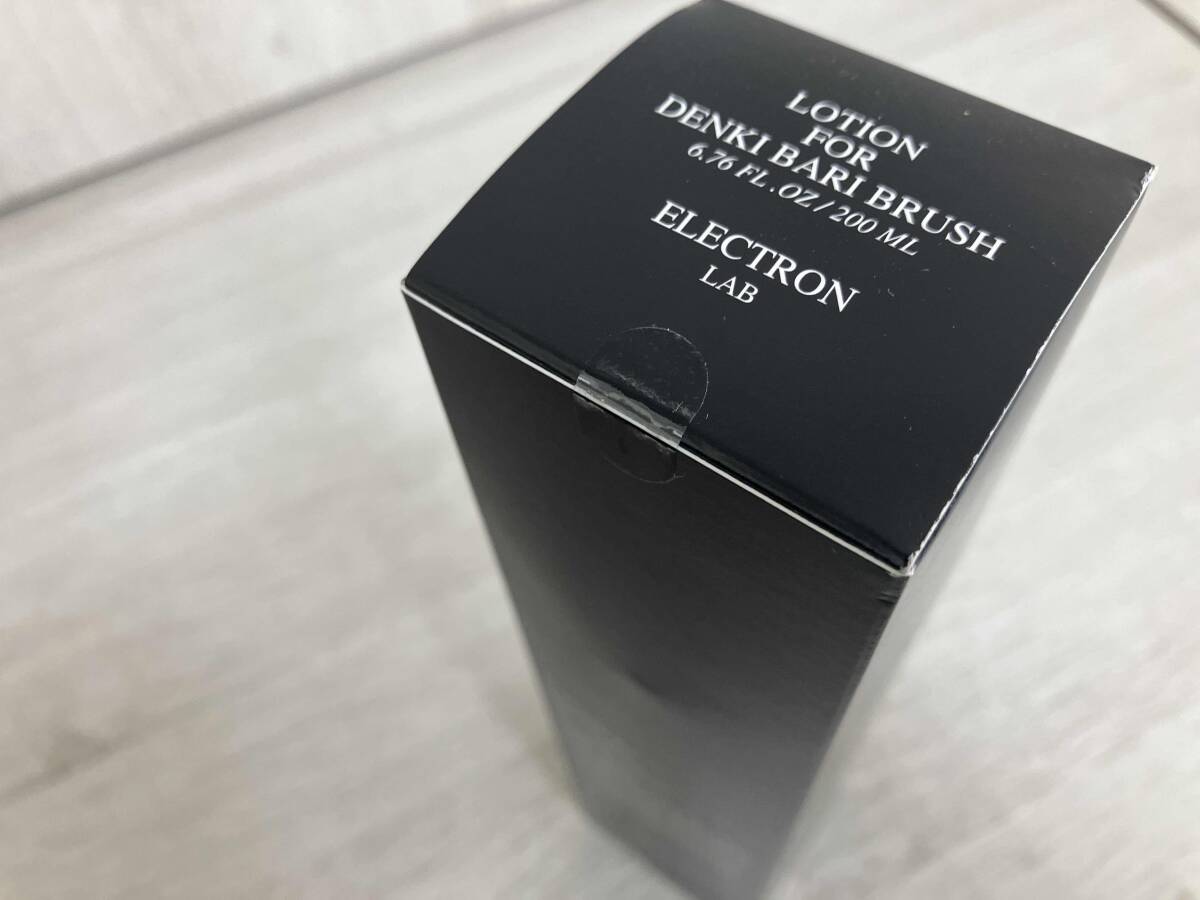 LOTION
FOR
DENKI BARI BRUSH
6.76 FL .OZ / 200 ML
ELECTRON
LAB